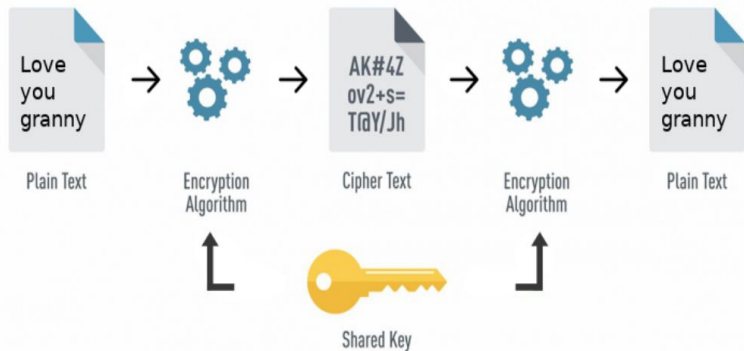 Love
you
granny
AK#4Z
ov2+s=
T@Y/Jh
Love
you
granny
Plain Text
Encryption
Algorithm
Cipher Text
Encryption
Algorithm
Plain Text
Shared Key